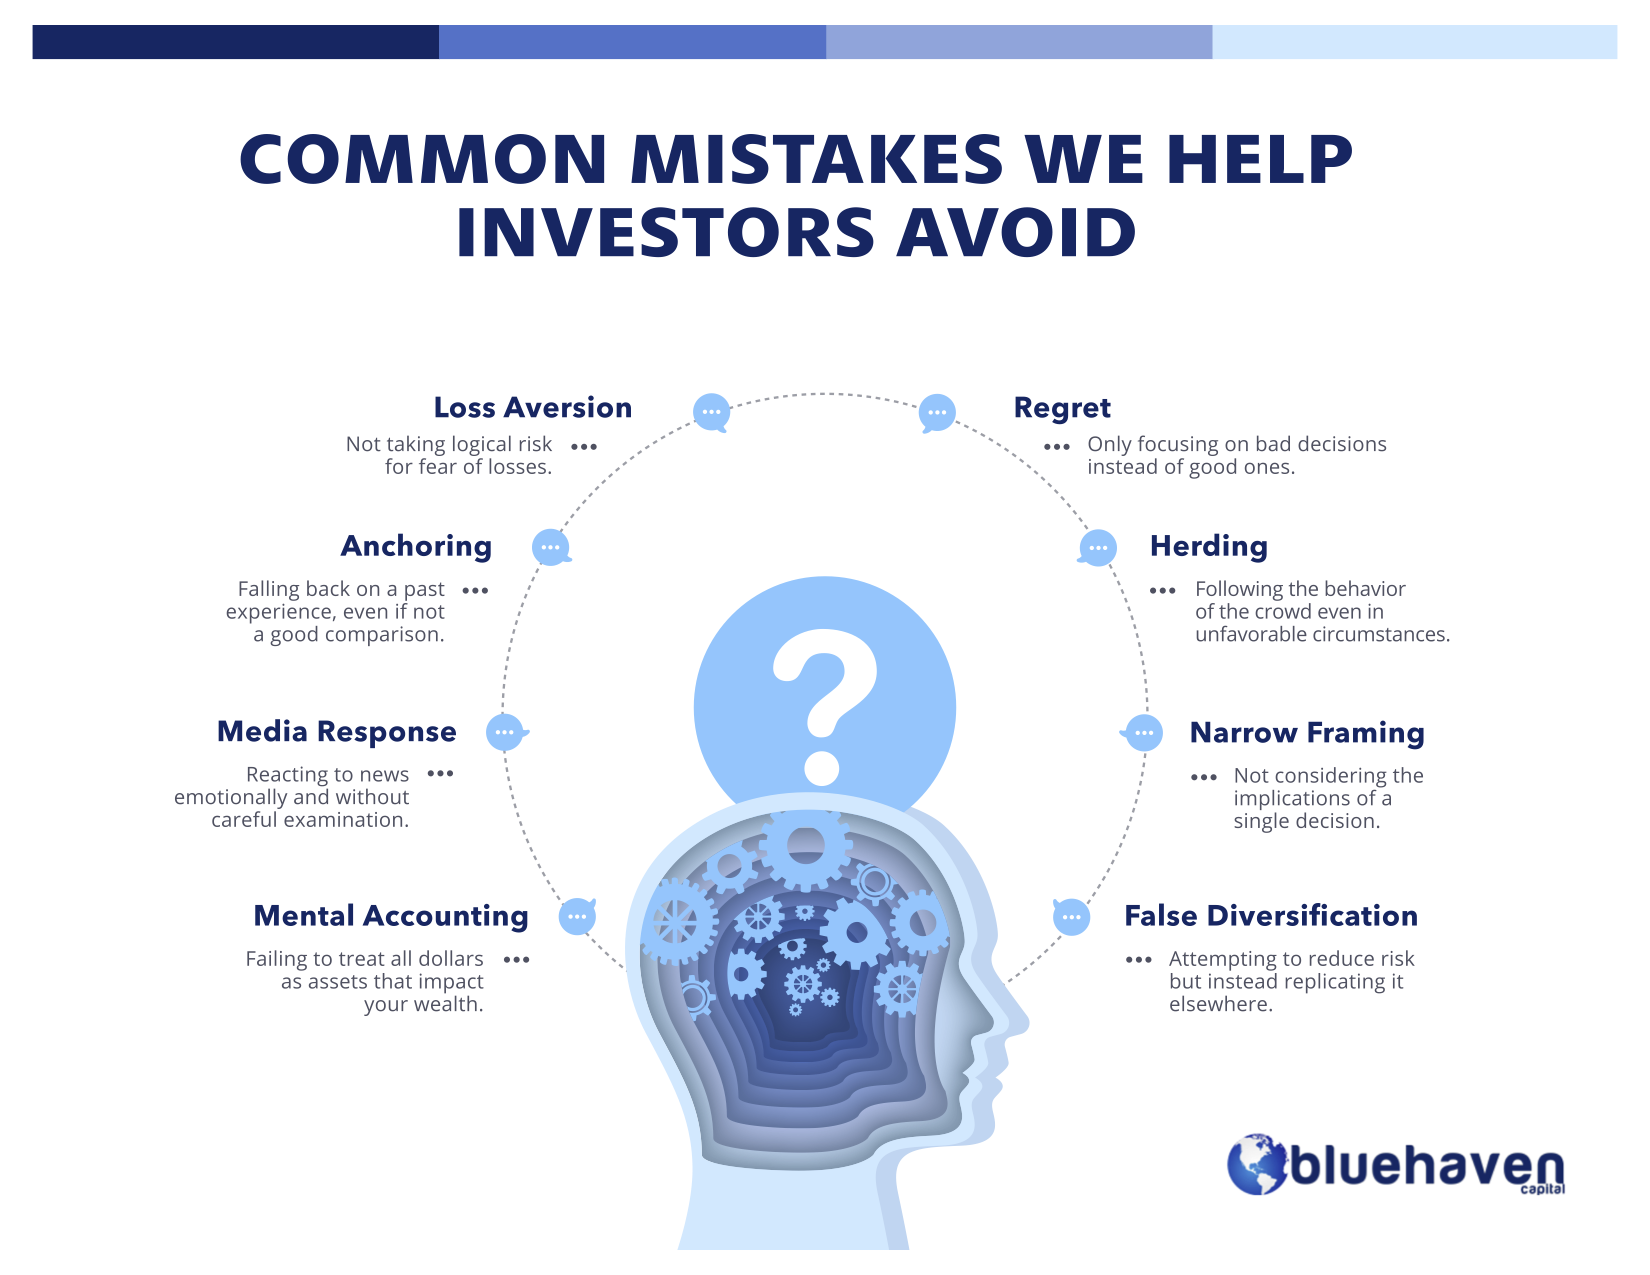 COMMON MISTAKES WE HELP
INVESTORS AVOID
Loss Aversion
Not taking logical risk
for fear of losses.
Anchoring
Falling back on a past
experience, even if not
a good comparison.
Media Response
Reacting to news
emotionally and without
careful examination.
Mental Accounting
Failing to treat all dollars
as assets that impact
your wealth.
Regret
Only focusing on bad decisions
instead of good ones.
Herding
Following the behavior
of the crowd even in
unfavorable circumstances.
Narrow Framing
Not considering the
implications of a
single decision.
False Diversification
Attempting to reduce risk
but instead replicating it
elsewhere.
?
bluehaven
capital